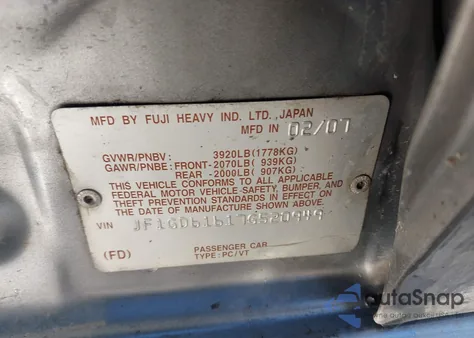 MFD BY FUJI HEAVY IND. LTD., JAPAN
MFD IN 02/07
GVWR/PNBV : 3920LB(1778KG)
GAWR/PNBE : FRONT-2070LB( 939KG)
REAR -2000LB( 907KG)
THIS VEHICLE CONFORMS TO ALL APPLICABLE
FEDERAL MOTOR VEHICLE SAFETY, BUMPER, AND
THEFT PREVENTION STANDARDS IN EFFECT ON
DATE OF MANUFACTURE SHOWN ABOVE.
VIN
(FD)
PASSENGER CAR
TYPE: PC/VT
autaSnap